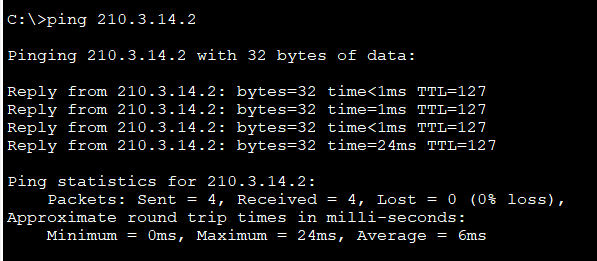 C:\>ping 210.3.14.2
Pinging 210.3.14.2 with 32 bytes of data:
Reply from 210.3.14.2: bytes=32 time<1ms TTL=127
Reply from 210.3.14.2: bytes=32 time=1ms TTL=127
Reply from 210.3.14.2: bytes=32 time<1ms TTL=127
Reply from 210.3.14.2: bytes=32 time=24ms TTL=127
Ping statistics for 210.3.14.2:
    Packets: Sent = 4, Received = 4, Lost = 0 (0% loss),
Approximate round trip times in milli-seconds:
    Minimum = 0ms, Maximum = 24ms, Average = 6ms